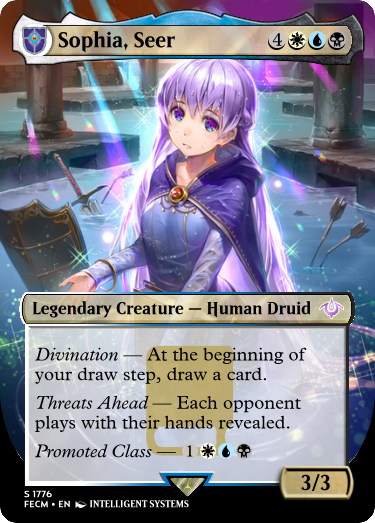 Sophia, Seer 4
Legendary Creature — Human Druid
Divination — At the beginning of
your draw step, draw a card.
Threats Ahead — Each opponent
plays with their hands revealed.
Promoted Class — 1
3/3
S 1776
FECM • EN INTELLIGENT SYSTEMS